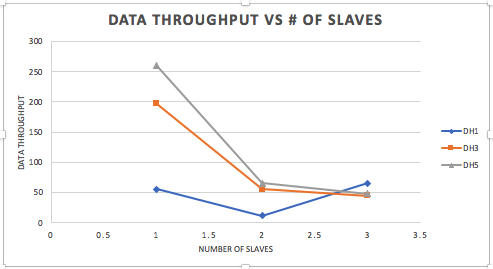 DATA THROUGHPUT VS # OF SLAVES
300
250
200
150
100
50
0
DATA THROUGHPUT
0 0.5 1 1.5 2 2.5 3 3.5
NUMBER OF SLAVES
DH1
DH3
DH5